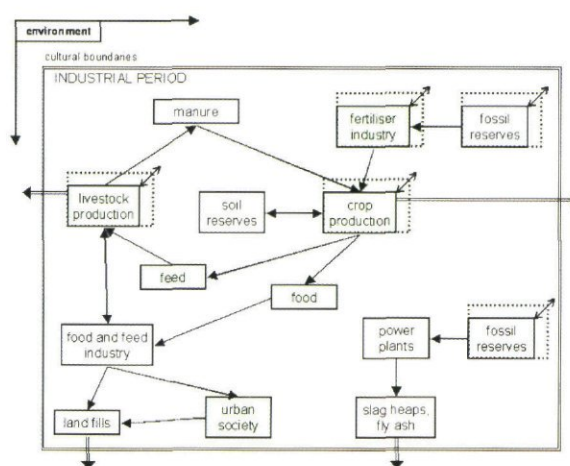 environment
cultural boundaries
INDUSTRIAL PERIOD
manure
fertiliser
industry
fossil
reserves
livestock
production
soil
reserves
crop
production
feed
food
food and feed
industry
power
plants
fossil
reserves
land fills
urban
society
slag heaps,
fly ash